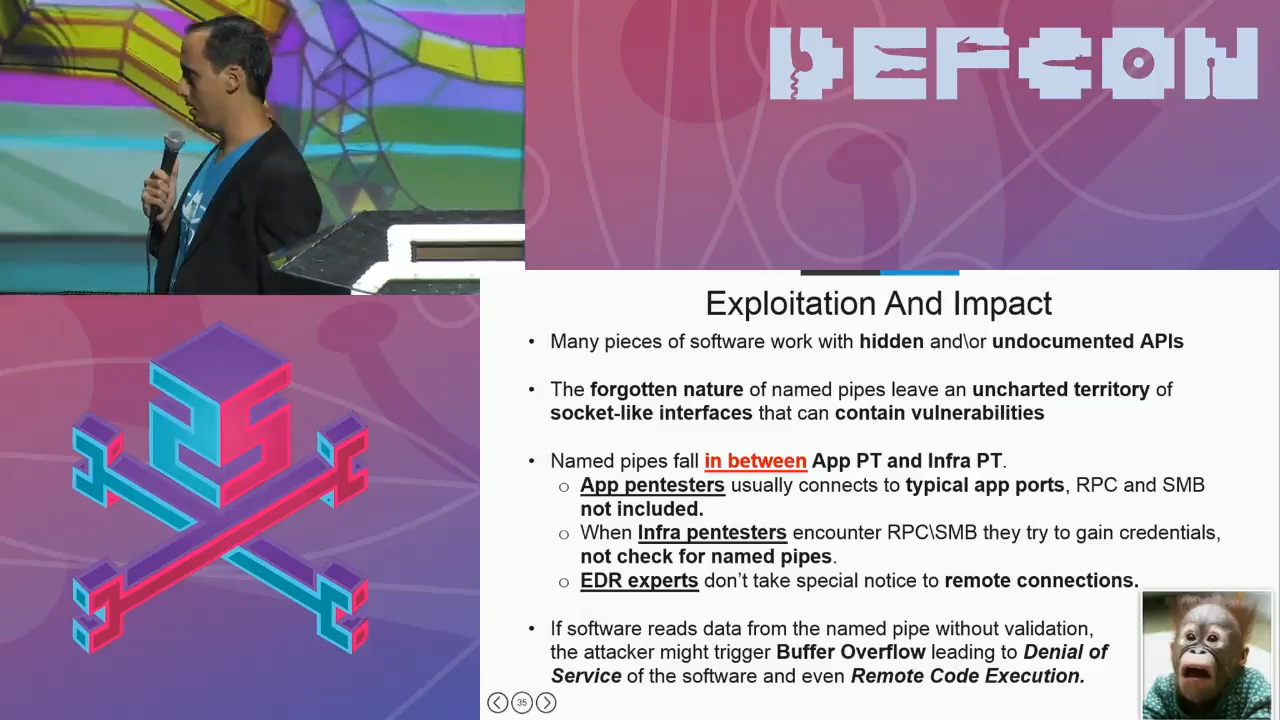 DEFCON
Exploitation And Impact
• Many pieces of software work with hidden and\or undocumented APIs
• The forgotten nature of named pipes leave an uncharted territory of
socket-like interfaces that can contain vulnerabilities
• Named pipes fall in between App PT and Infra PT.
○ App pentesters usually connects to typical app ports, RPC and SMB
not included.
○ When Infra pentesters encounter RPC\SMB they try to gain credentials,
not check for named pipes.
○ EDR experts don’t take special notice to remote connections.
• If software reads data from the named pipe without validation,
the attacker might trigger Buffer Overflow leading to Denial of
Service of the software and even Remote Code Execution.
35